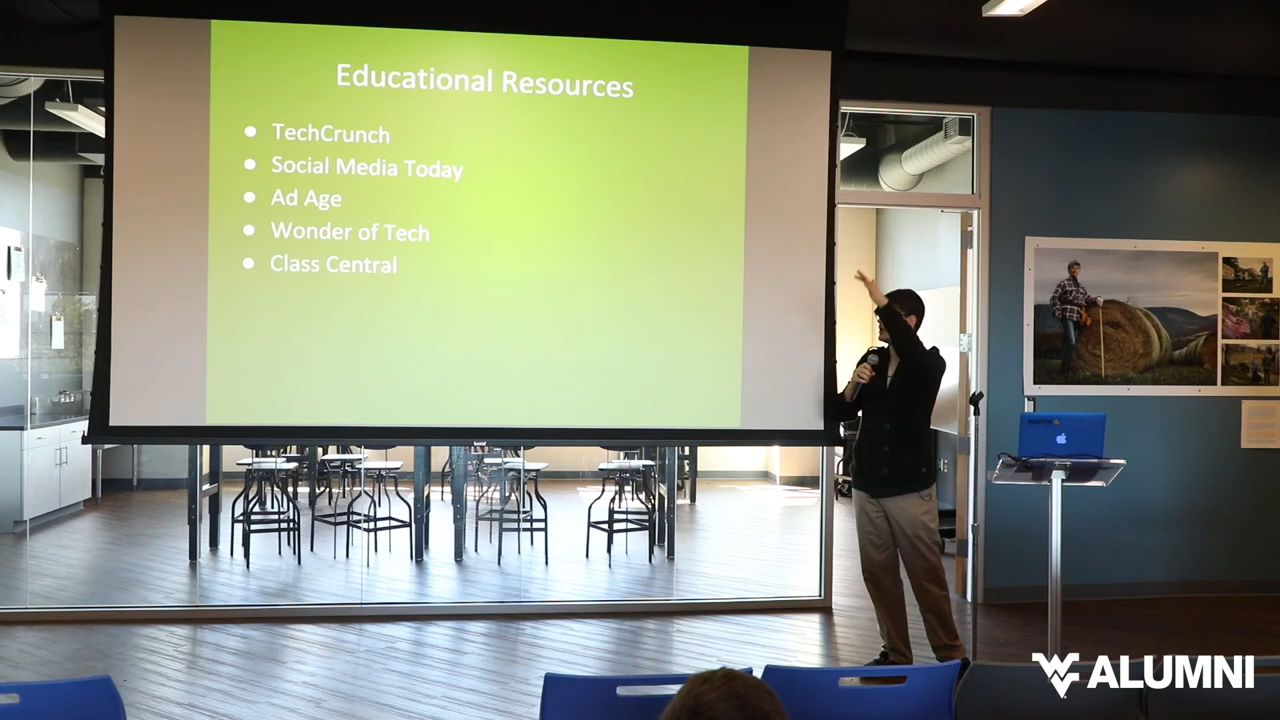 Educational Resources
TechCrunch
Social Media Today
Ad Age
Wonder of Tech
Class Central
ALUMNI